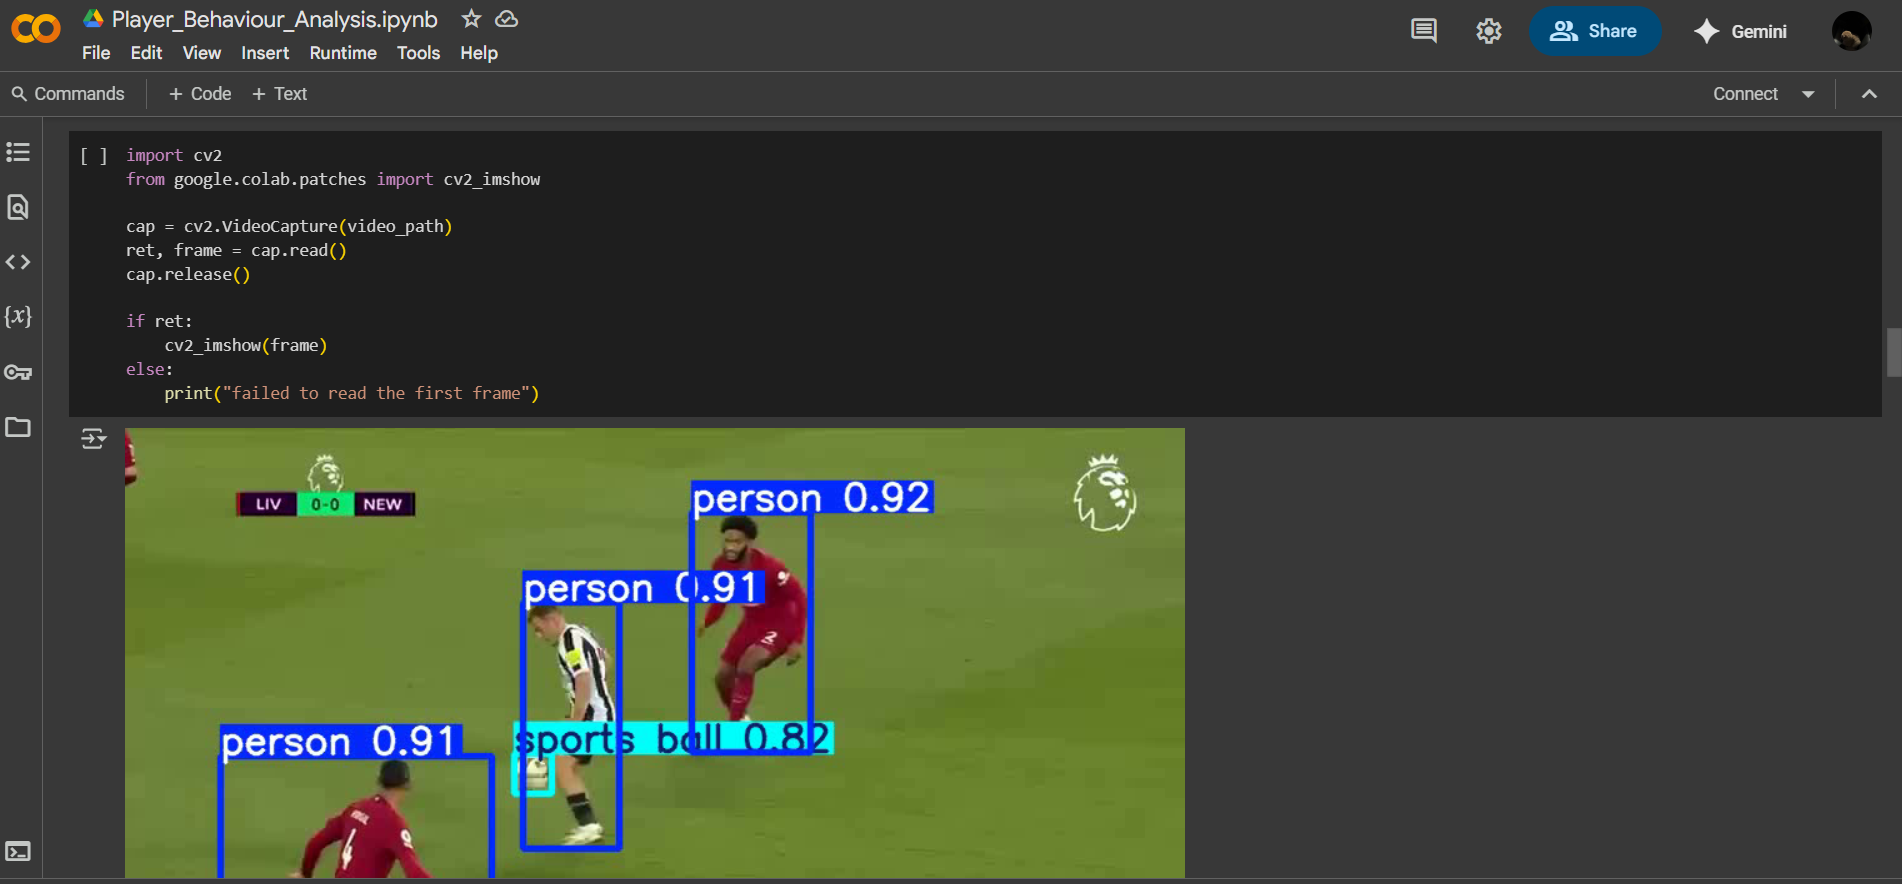 Player_Behaviour_Analysis.ipynb
File Edit View Insert Runtime Tools Help
Share
Gemini
Commands + Code + Text
Connect
{x}
[ ] import cv2
from google.colab.patches import cv2_imshow
cap = cv2.VideoCapture(video_path)
ret, frame = cap.read()
cap.release()
if ret:
cv2_imshow(frame)
else:
print("failed to read the first frame")
LIV 0-0 NEW
person 0.92
person 0.91
2
sports ball 0.82
person 0.91
4
9